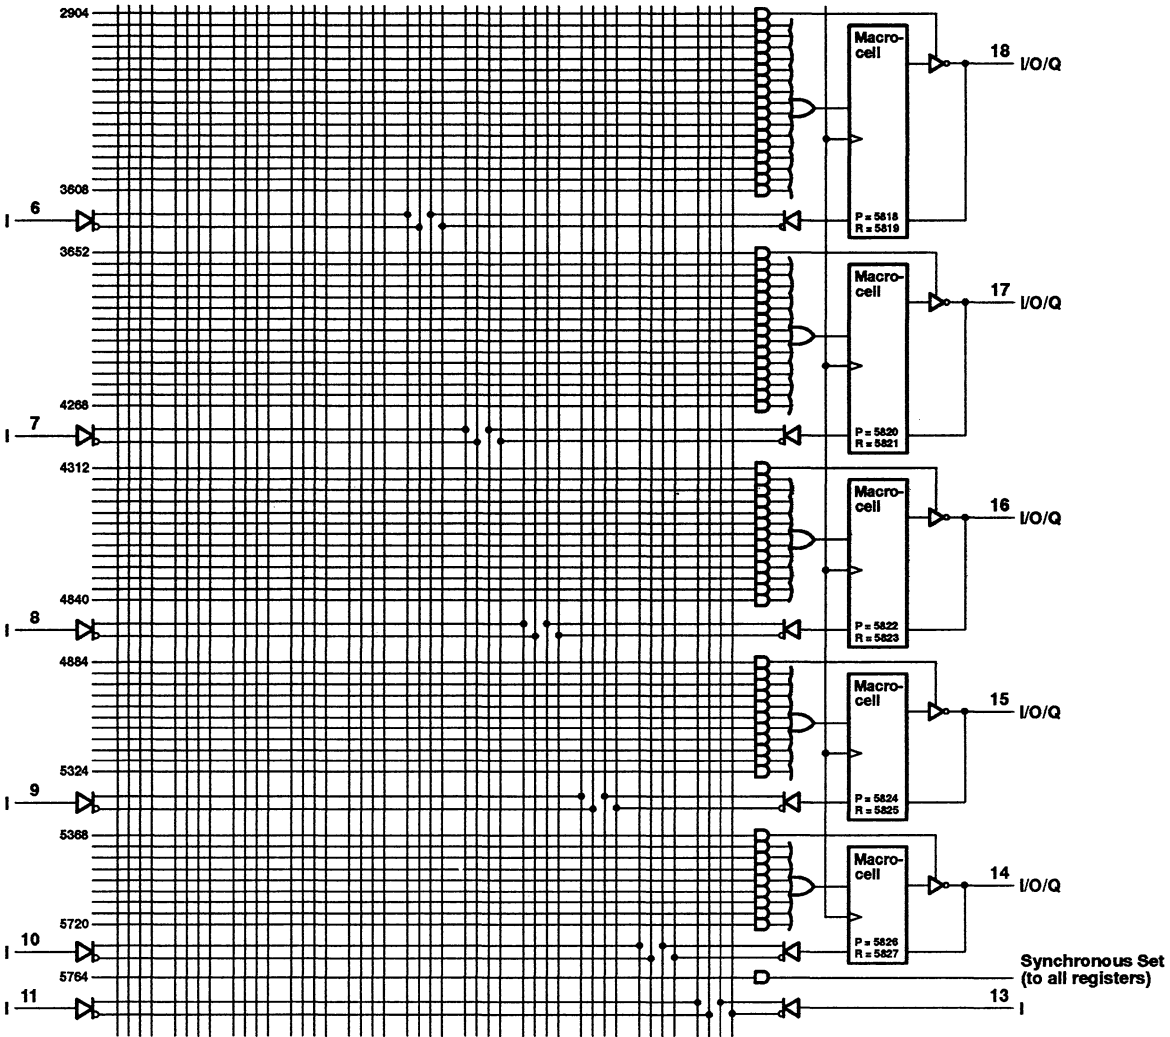 2904
Macro-
cell
18
I/O/Q
3608
I 6
P = 5818
R = 5819
3652
Macro-
cell
17
I/O/Q
4268
I 7
P = 5820
R = 5821
4312
Macro-
cell
16
I/O/Q
4840
I 8
P = 5822
R = 5823
4884
Macro-
cell
15
I/O/Q
5324
I 9
P = 5824
R = 5825
5368
Macro-
cell
14
I/O/Q
5720
I 10
P = 5826
R = 5827
5764
Synchronous Set
(to all registers)
I 11
13
I